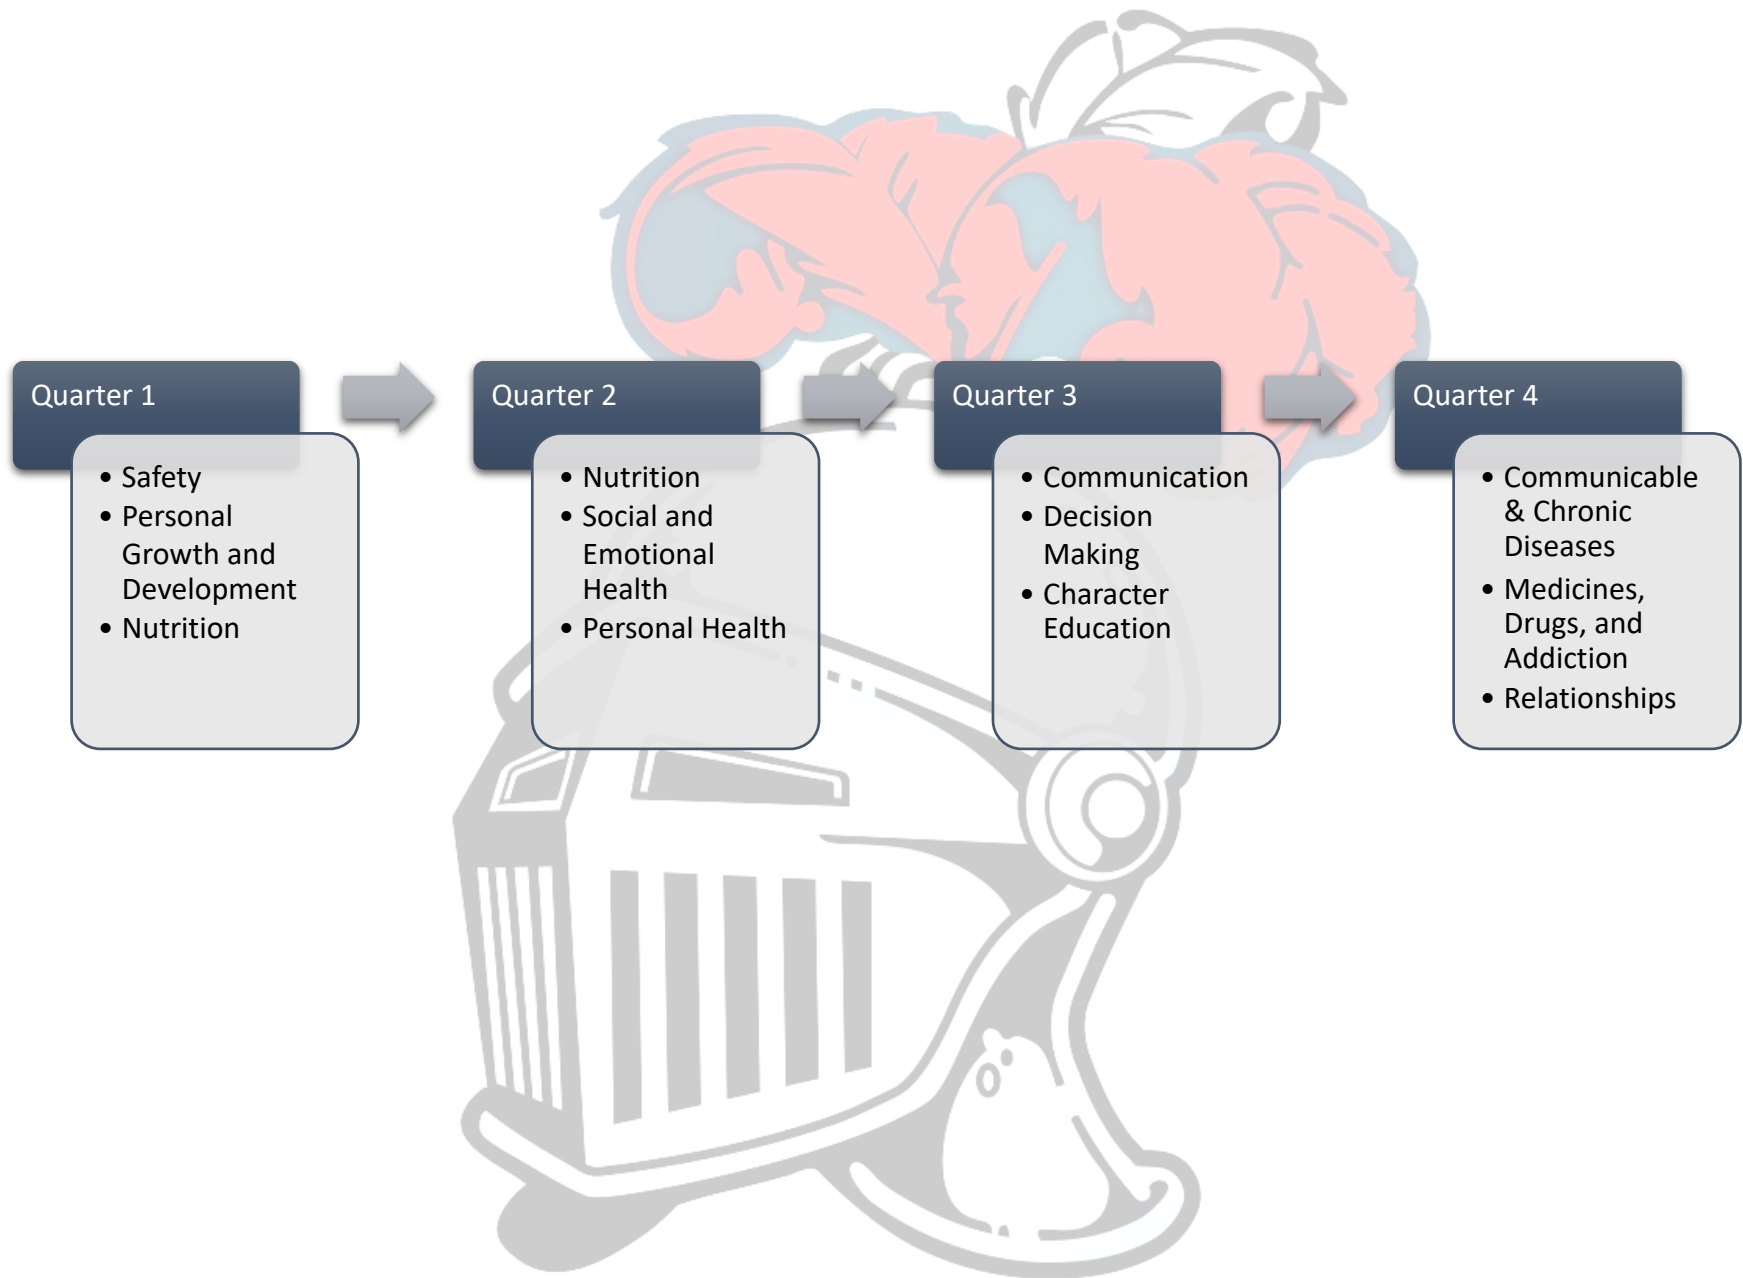 Quarter 1
• Safety
• Personal
Growth and
Development
• Nutrition
Quarter 2
• Nutrition
• Social and
Emotional
Health
• Personal Health
Quarter 3
• Communication
• Decision
Making
• Character
Education
Quarter 4
• Communicable
& Chronic
Diseases
• Medicines,
Drugs, and
Addiction
• Relationships